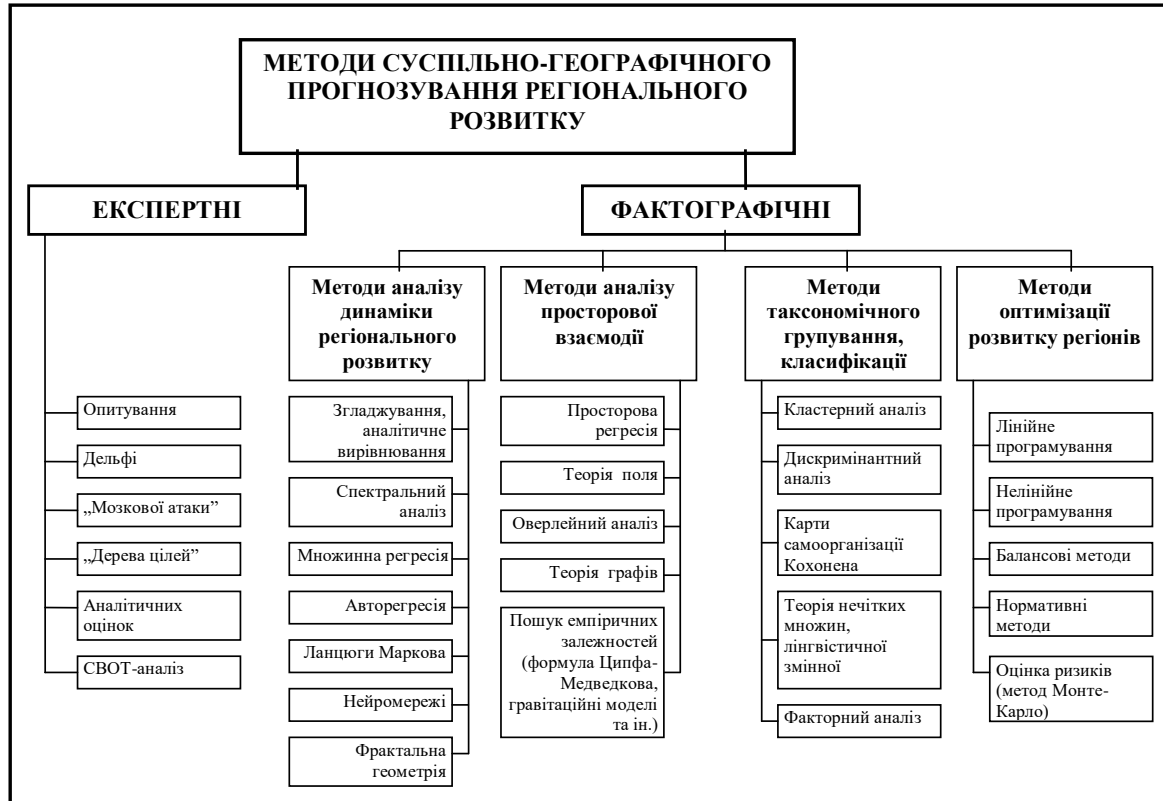 МЕТОДИ СУСПІЛЬНО-ГЕОГРАФІЧНОГО
ПРОГНОЗУВАННЯ РЕГІОНАЛЬНОГО
РОЗВИТКУ
ЕКСПЕРТНІ
ФАКТОГРАФІЧНІ
Опитування
Дельфі
„Мозкової атаки”
„Дерева цілей”
Аналітичних
оцінок
СВОТ-аналіз
Методи аналізу
динаміки
регіонального
розвитку
Згладжування,
аналітичне
вирівнювання
Спектральний
аналіз
Множинна регресія
Авторегресія
Ланцюги Маркова
Нейромережі
Фрактальна
геометрія
Методи аналізу
просторової
взаємодії
Просторова
регресія
Теорія поля
Оверлейний аналіз
Теорія графів
Пошук емпіричних
залежностей
(формула Ципфа-
Медведкова,
гравітаційні моделі
та ін.)
Методи
таксономічного
групування,
класифікації
Кластерний аналіз
Дискримінантний
аналіз
Карти
самоорганізації
Кохонена
Теорія нечітких
множин,
лінгвістичної
змінної
Факторний аналіз
Методи
оптимізації
розвитку регіонів
Лінійне
програмування
Нелінійне
програмування
Балансові методи
Нормативні
методи
Оцінка ризиків
(метод Монте-
Карло)